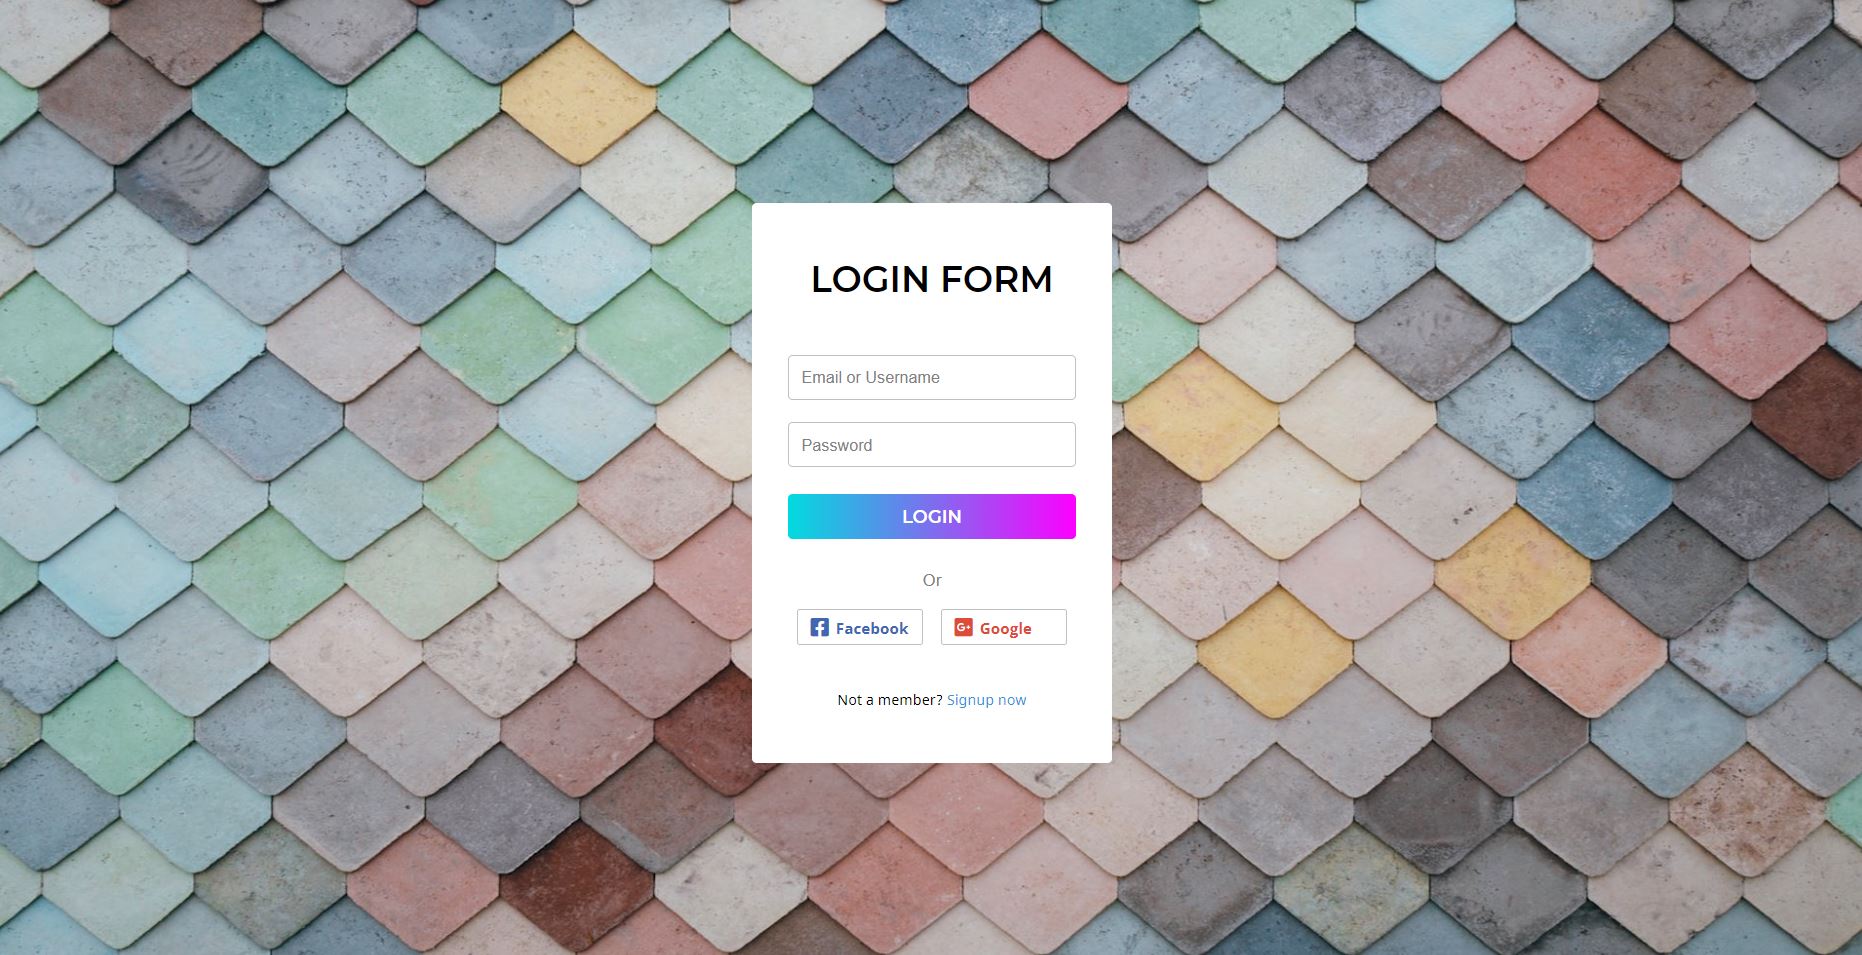 LOGIN FORM
Email or Username
Password
LOGIN
Or
Facebook
G+ Google
Not a member? Signup now